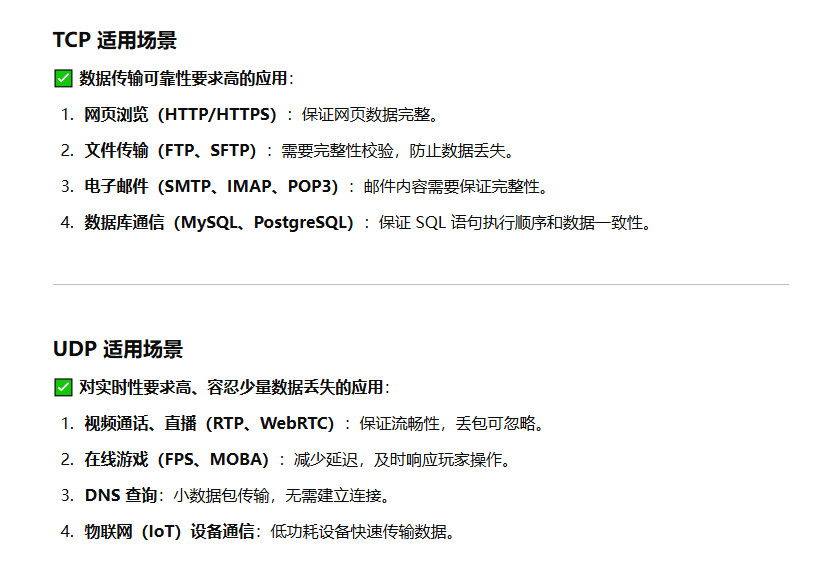 TCP 适用场景
✅ 数据传输可靠性要求高的应用：
1. 网页浏览（HTTP/HTTPS）：保证网页数据完整。
2. 文件传输（FTP、SFTP）：需要完整性校验，防止数据丢失。
3. 电子邮件（SMTP、IMAP、POP3）：邮件内容需要保证完整性。
4. 数据库通信（MySQL、PostgreSQL）：保证 SQL 语句执行顺序和数据一致性。
UDP 适用场景
✅ 对实时性要求高、容忍少量数据丢失的应用：
1. 视频通话、直播（RTP、WebRTC）：保证流畅性，丢包可忽略。
2. 在线游戏（FPS、MOBA）：减少延迟，及时响应玩家操作。
3. DNS 查询：小数据包传输，无需建立连接。
4. 物联网（IoT）设备通信：低功耗设备快速传输数据。